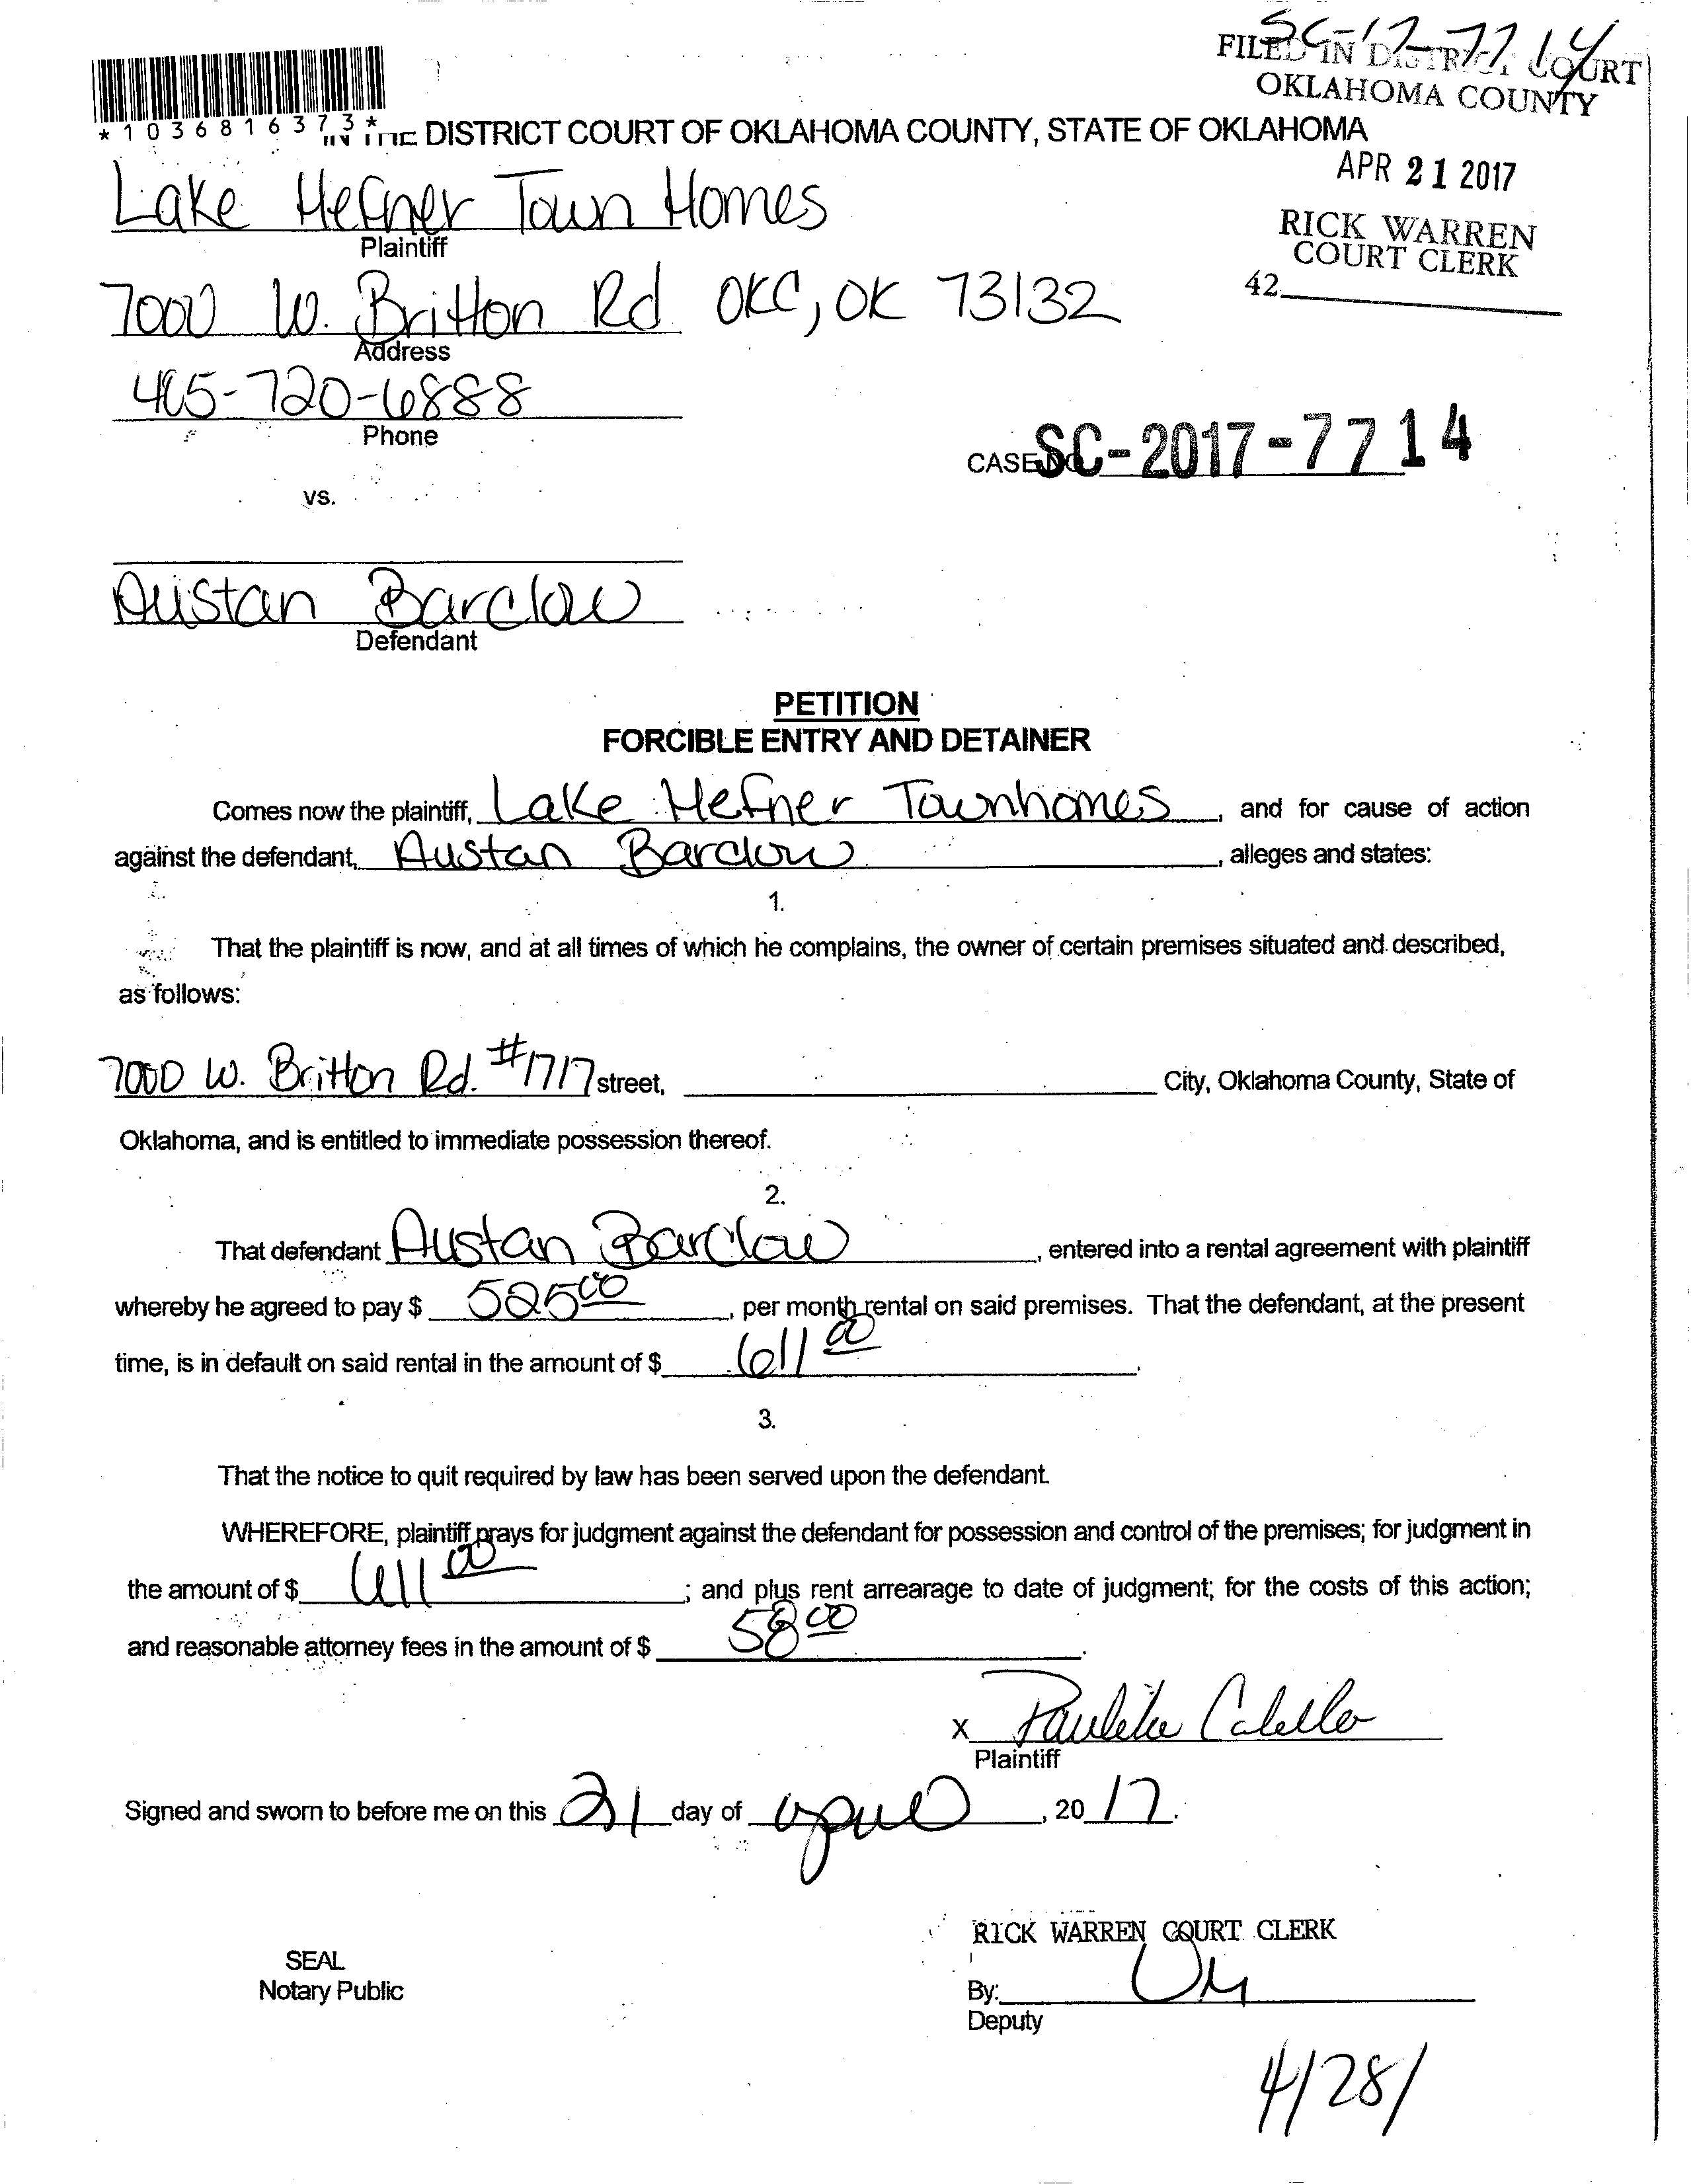 SC-17-7714
FILED IN DISTRICT COURT
OKLAHOMA COUNTY
*1036816373*
IN THE DISTRICT COURT OF OKLAHOMA COUNTY, STATE OF OKLAHOMA
APR 21 2017
Lake Hefner Town Homes
Plaintiff
RICK WARREN
COURT CLERK
42
7000 W. Britton Rd OKC, OK 73132
Address
405-720-6888
Phone
CASE NO. SC-2017-7714
vs.
Austan Barclow
Defendant
PETITION
FORCIBLE ENTRY AND DETAINER
Comes now the plaintiff, Lake Hefner Townhomes, and for cause of action
against the defendant, Austan Barclow, alleges and states:
1.
That the plaintiff is now, and at all times of which he complains, the owner of certain premises situated and described,
as follows:
7000 W. Britton Rd. #1717 street, City, Oklahoma County, State of
Oklahoma, and is entitled to immediate possession thereof.
2.
That defendant Austan Barclow, entered into a rental agreement with plaintiff
whereby he agreed to pay $ 525 00, per month rental on said premises. That the defendant, at the present
time, is in default on said rental in the amount of $ 611 00.
3.
That the notice to quit required by law has been served upon the defendant.
WHEREFORE, plaintiff prays for judgment against the defendant for possession and control of the premises; for judgment in
the amount of $ 611 00; and plus rent arrearage to date of judgment; for the costs of this action;
and reasonable attorney fees in the amount of $ 58 00.
X
Plaintiff
Signed and sworn to before me on this 21 day of april, 20 17.
RICK WARREN COURT CLERK
SEAL
Notary Public
By:
Deputy
4/28/